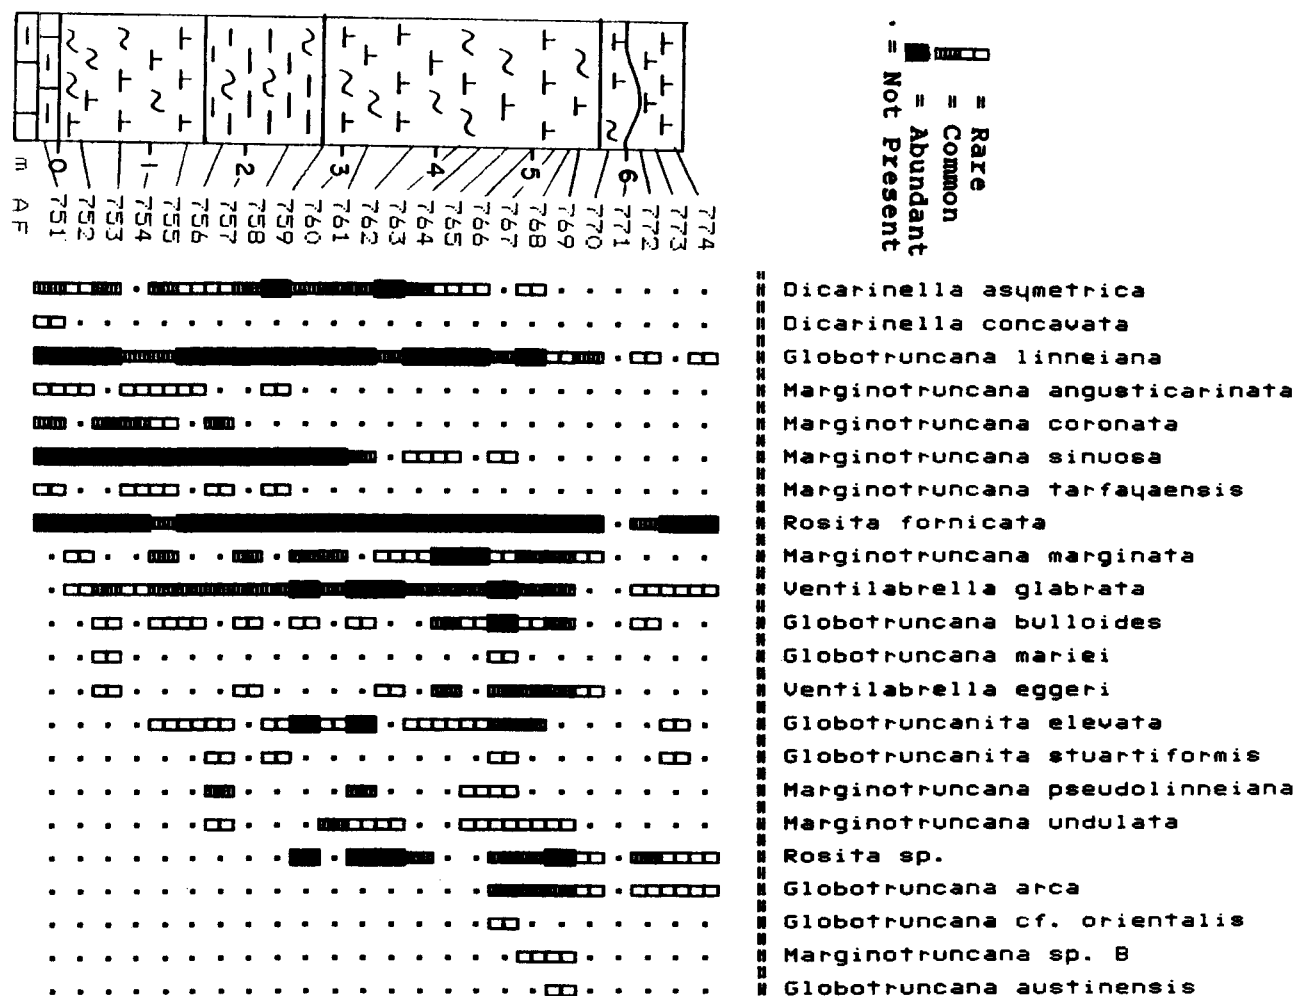 = Rare
= Common
= Abundant
. = Not Present
0 1 2 3 4 5 6
m
AF 751 752 753 754 755 756 757 758 759 760 761 762 763 764 765 766 767 768 769 770 771 772 773 774
Dicarinella asymetrica
Dicarinella concavata
Globotruncana linneiana
Marginotruncana angusticarinata
Marginotruncana coronata
Marginotruncana sinuosa
Marginotruncana tarfayaensis
Rosita fornicata
Marginotruncana marginata
Ventilabrella glabrata
Globotruncana bulloides
Globotruncana mariei
Ventilabrella eggeri
Globotruncanita elevata
Globotruncanita stuartiformis
Marginotruncana pseudolinneiana
Marginotruncana undulata
Rosita sp.
Globotruncana arca
Globotruncana cf. orientalis
Marginotruncana sp. B
Globotruncana austinensis